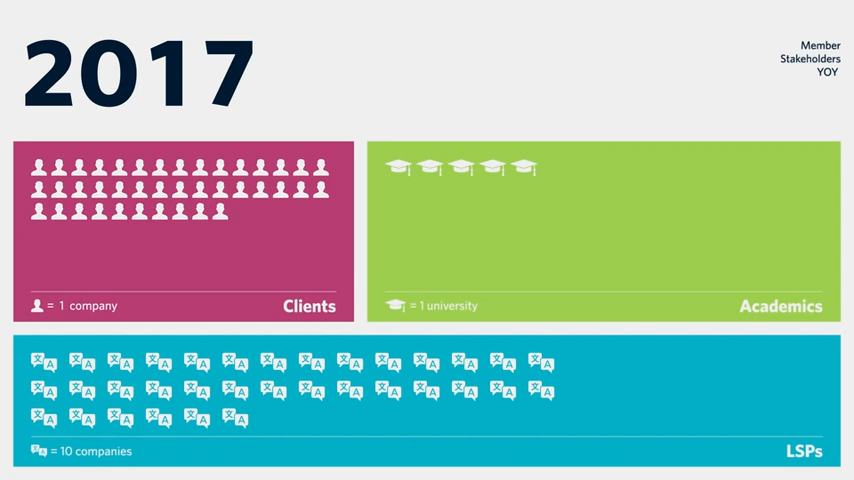 2017
Member
Stakeholders
YOY
= 1 company
Clients
= 1 university
Academics
= 10 companies
LSPs